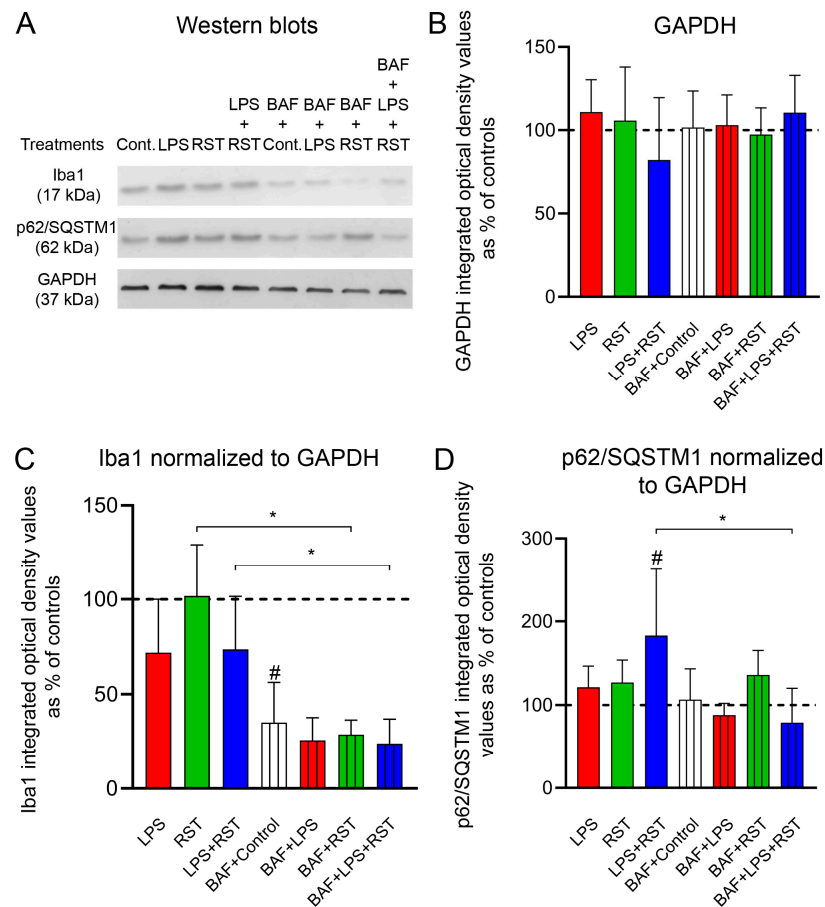 A
Western blots
BAF
+
LPS BAF BAF BAF LPS
+ + + + +
Treatments Cont. LPS RST RST Cont. LPS RST RST
Iba1
(17 kDa)
p62/SQSTM1
(62 kDa)
GAPDH
(37 kDa)
B
GAPDH
GAPDH integrated optical density values
as % of controls
150
100
50
0
LPS
RST
LPS+RST
BAF+Control
BAF+LPS
BAF+RST
BAF+LPS+RST
C
Iba1 normalized to GAPDH
Iba1 integrated optical density values
as % of controls
150
100
50
0
*
*
#
LPS
RST
LPS+RST
BAF+Control
BAF+LPS
BAF+RST
BAF+LPS+RST
D
p62/SQSTM1 normalized
to GAPDH
p62/SQSTM1 integrated optical density
values as % of controls
300
200
100
0
*
#
LPS
RST
LPS+RST
BAF+Control
BAF+LPS
BAF+RST
BAF+LPS+RST